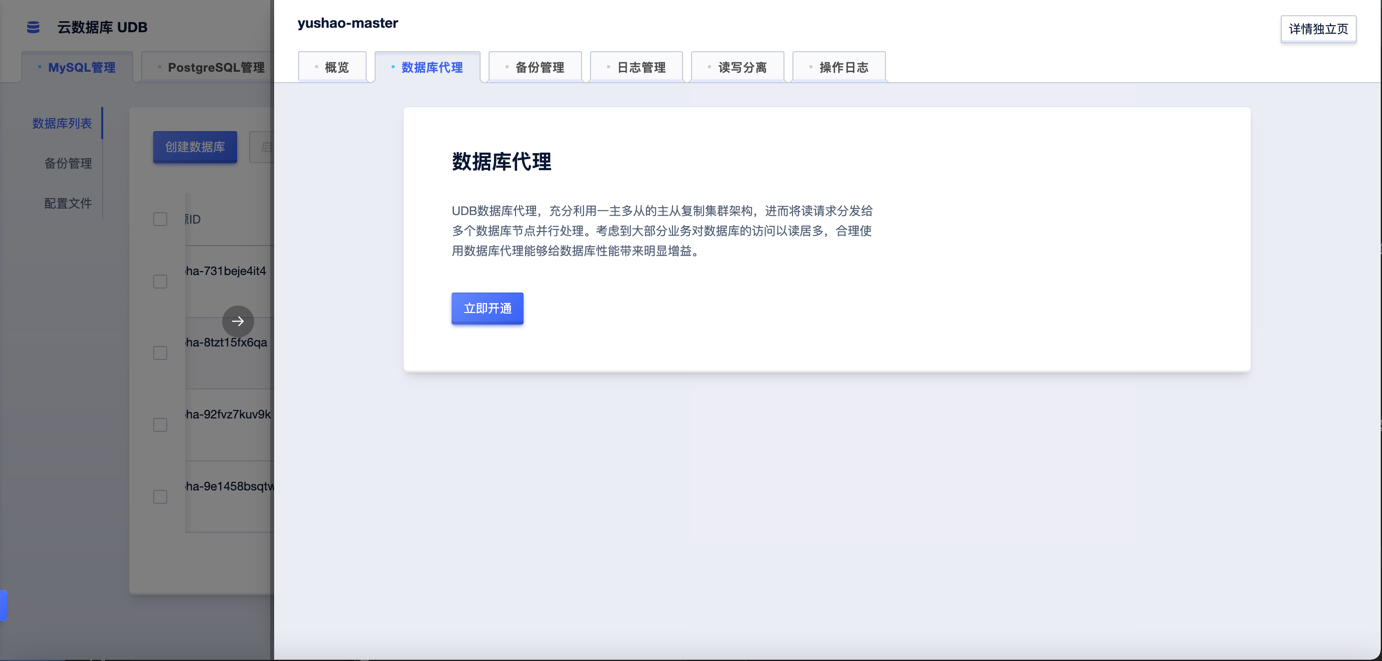 云数据库 UDB
MySQL管理
PostgreSQL管理
数据库列表
备份管理
配置文件
创建数据库
ID
ha-731beje4it4
ha-8tzt15fx6qa
ha-92fvz7kuv9k
ha-9e1458bsqtw
yushao-master
详情独立页
概览
数据库代理
备份管理
日志管理
读写分离
操作日志
数据库代理
UDB数据库代理，充分利用一主多从的主从复制集群架构，进而将读请求分发给
多个数据库节点并行处理。考虑到大部分业务对数据库的访问以读居多，合理使
用数据库代理能够给数据库性能带来明显增益。
立即开通